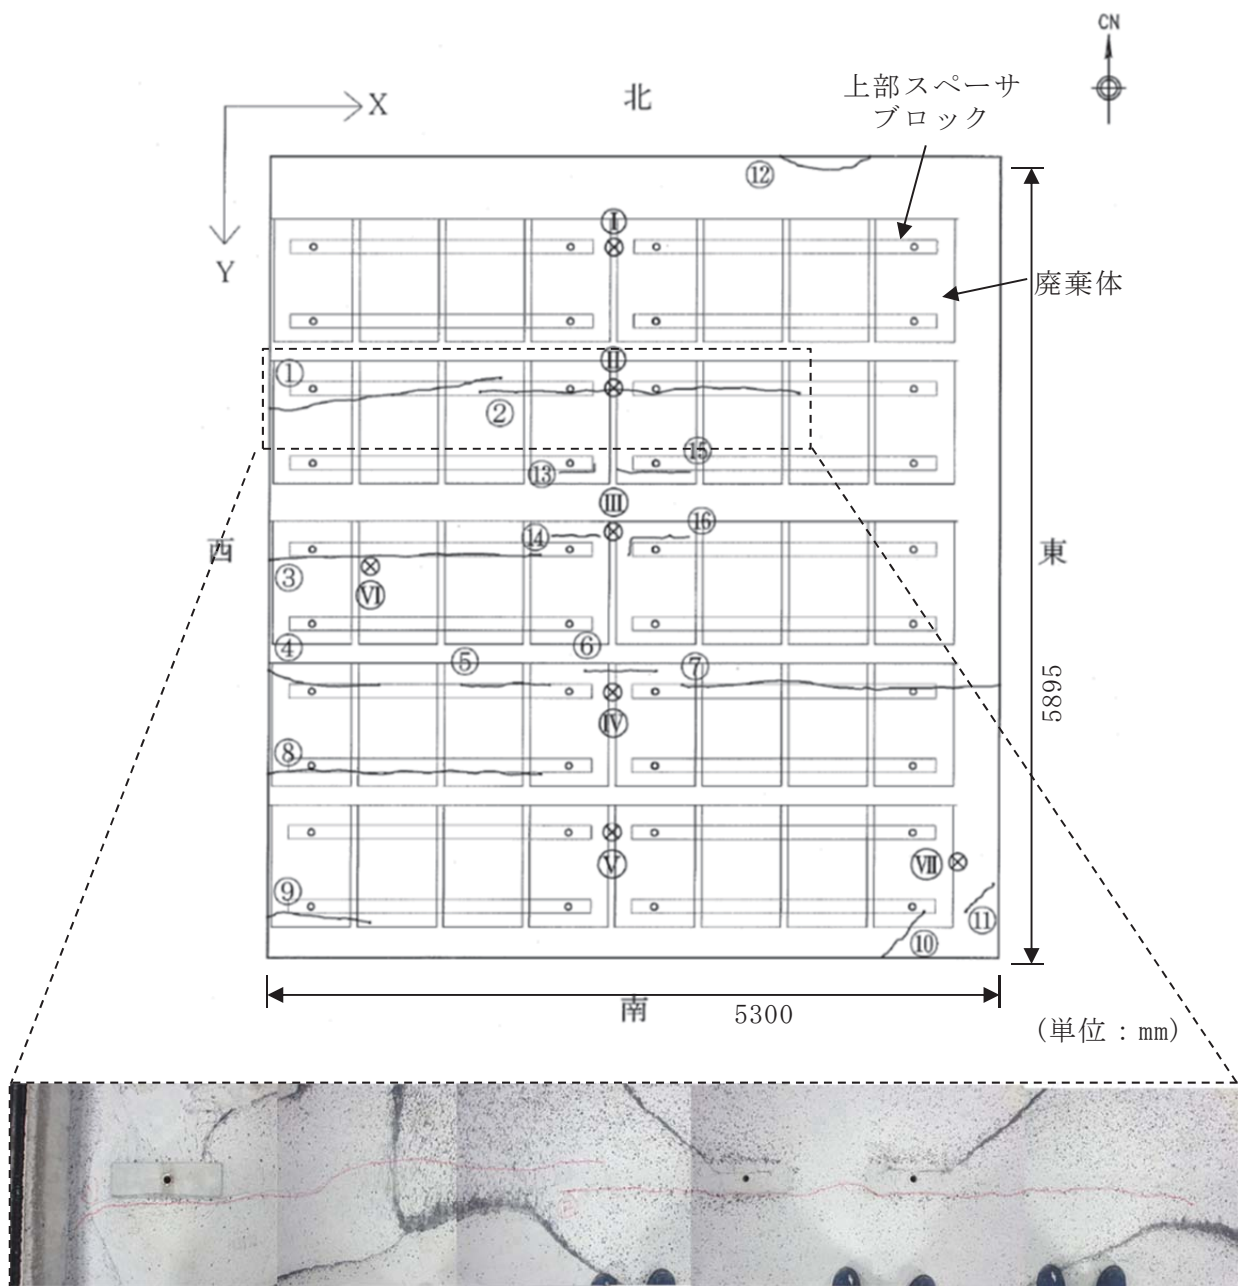 CN
X
北
上部スペーサ
ブロック
⑫
Ⅰ
Y
廃棄体
Ⅱ
①
②
⑮
⑬
Ⅲ
⑯
⑭
西
東
③
Ⅵ
④
⑥
⑤
⑦
5895
Ⅳ
⑧
Ⅴ
Ⅶ
⑨
⑪
⑩
南
5300
(単位:mm)